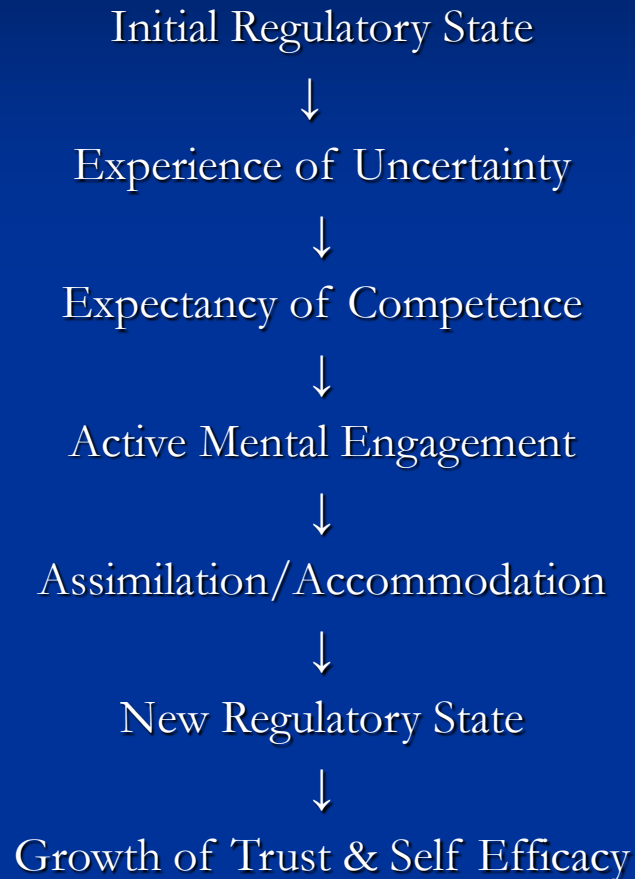 Initial Regulatory State
↓
Experience of Uncertainty
↓
Expectancy of Competence
↓
Active Mental Engagement
↓
Assimilation/Accommodation
↓
New Regulatory State
↓
Growth of Trust & Self Efficacy